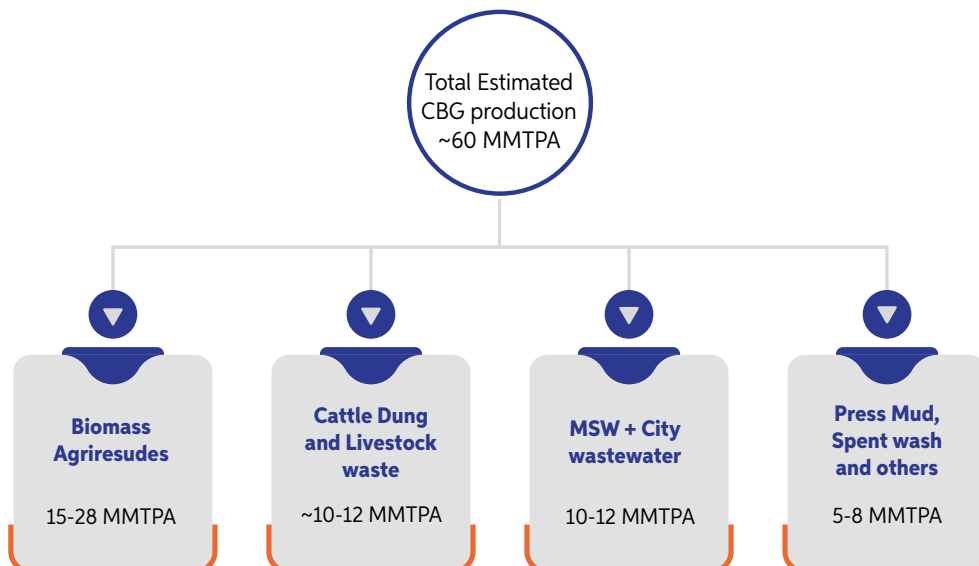 Total Estimated
CBG production
~60 MMTPA
Biomass
Agriresudes
15-28 MMTPA
Cattle Dung
and Livestock
waste
~10-12 MMTPA
MSW + City
wastewater
10-12 MMTPA
Press Mud,
Spent wash
and others
5-8 MMTPA